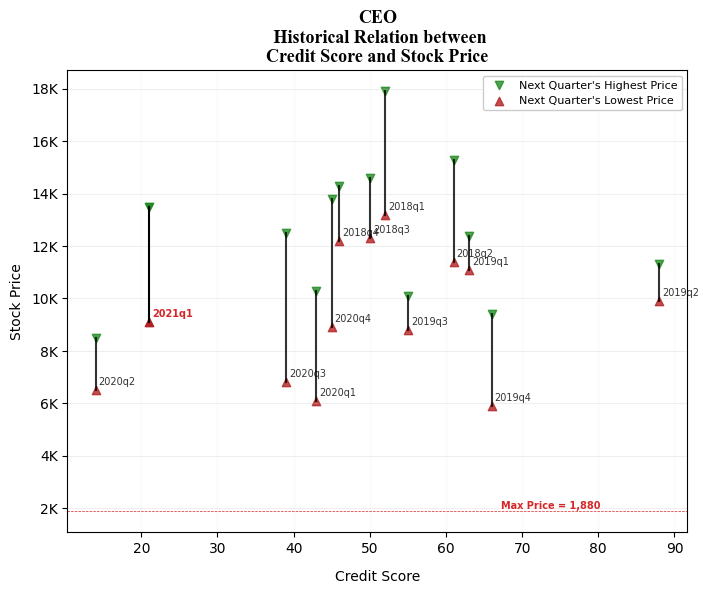 CEO
Historical Relation between
Credit Score and Stock Price
Next Quarter's Highest Price
Next Quarter's Lowest Price
18K
16K
14K
12K
10K
8K
6K
4K
2K
Stock Price
2018q1
2018q4
2018q3
2018q2
2019q1
2019q2
2021q1
2020q4
2019q3
2020q2
2020q3
2020q1
2019q4
Max Price = 1,880
20
30
40
50
60
70
80
90
Credit Score